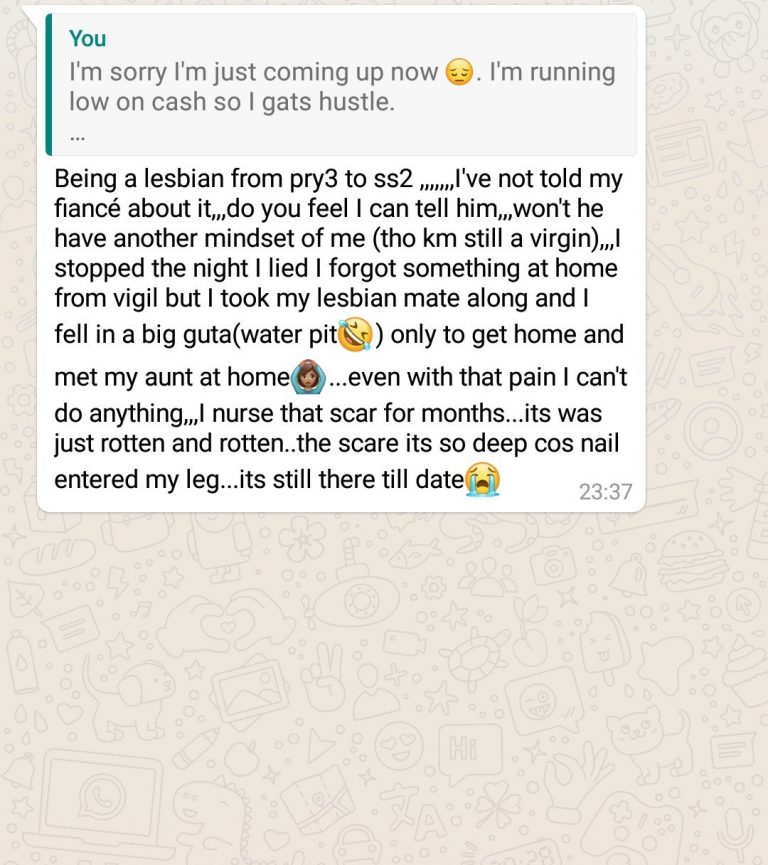 You
I'm sorry I'm just coming up now 😔. I'm running
low on cash so I gats hustle.
...
Being a lesbian from pry3 to ss2 ,,,,,,,I've not told my
fiancé about it,,,do you feel I can tell him,,,won't he
have another mindset of me (tho km still a virgin),,,I
stopped the night I lied I forgot something at home
from vigil but I took my lesbian mate along and I
fell in a big guta(water pit🤣) only to get home and
met my aunt at home🙆🏽‍♀️...even with that pain I can't
do anything,,,I nurse that scar for months...its was
just rotten and rotten..the scare its so deep cos nail
entered my leg...its still there till date😭
23:37
Hi